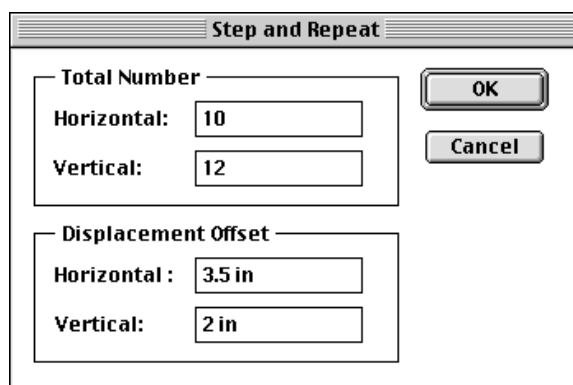 Step and Repeat
Total Number
Horizontal: 10
Vertical: 12
OK
Cancel
Displacement Offset
Horizontal : 3.5 in
Vertical: 2 in